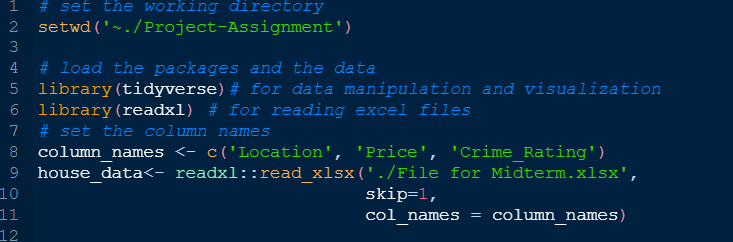 1 # set the working directory
2 setwd('~./Project-Assignment')
3
4 # load the packages and the data
5 library(tidyverse)# for data manipulation and visualization
6 library(readxl) # for reading excel files
7 # set the column names
8 column_names <- c('Location', 'Price', 'Crime_Rating')
9 house_data<- readxl::read_xlsx('./File for Midterm.xlsx',
10 skip=1,
11 col_names = column_names)
12